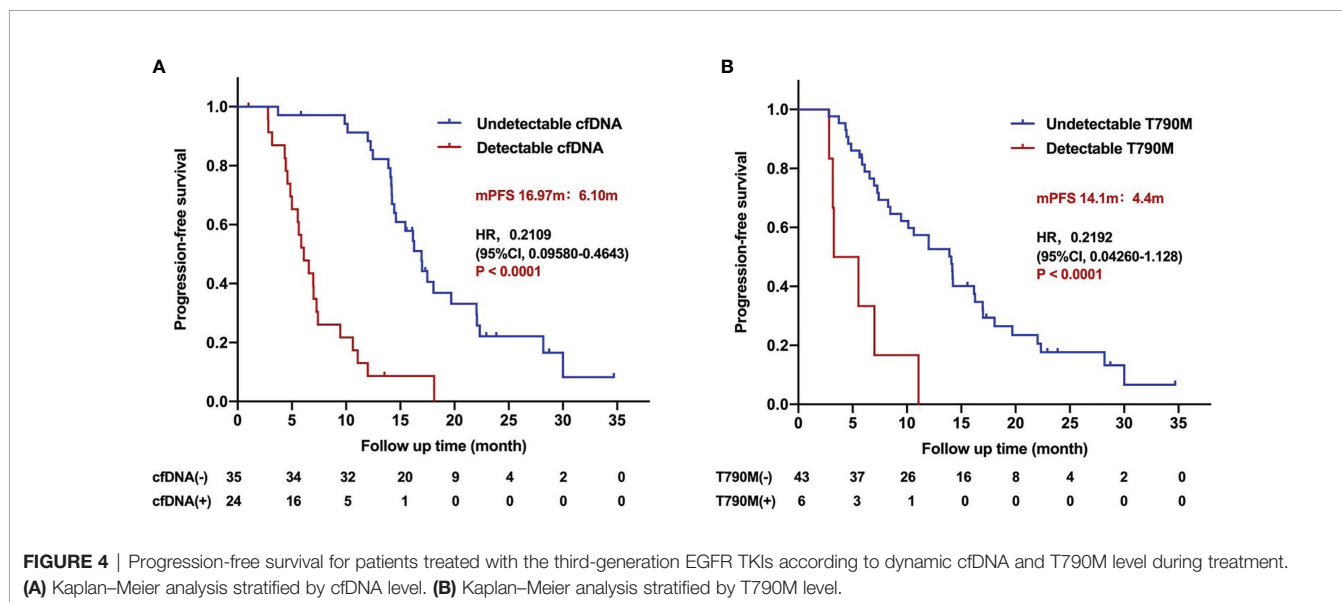 A
Progression-free survival
1.0
0.8
0.6
0.4
0.2
0.0
Undetectable cfDNA
Detectable cfDNA
mPFS 16.97m: 6.10m
HR, 0.2109
(95%CI, 0.09580-0.4643)
P < 0.0001
0 5 10 15 20 25 30 35
Follow up time (month)
cfDNA(-) 35 34 32 20 9 4 2 0
cfDNA(+) 24 16 5 1 0 0 0 0
B
Progression-free survival
1.0
0.8
0.6
0.4
0.2
0.0
Undetectable T790M
Detectable T790M
mPFS 14.1m: 4.4m
HR, 0.2192
(95%CI, 0.04260-1.128)
P < 0.0001
0 5 10 15 20 25 30 35
Follow up time (month)
T790M(-) 43 37 26 16 8 4 2 0
T790M(+) 6 3 1 0 0 0 0 0
FIGURE 4 | Progression-free survival for patients treated with the third-generation EGFR TKIs according to dynamic cfDNA and T790M level during treatment.
(A) Kaplan–Meier analysis stratified by cfDNA level. (B) Kaplan–Meier analysis stratified by T790M level.